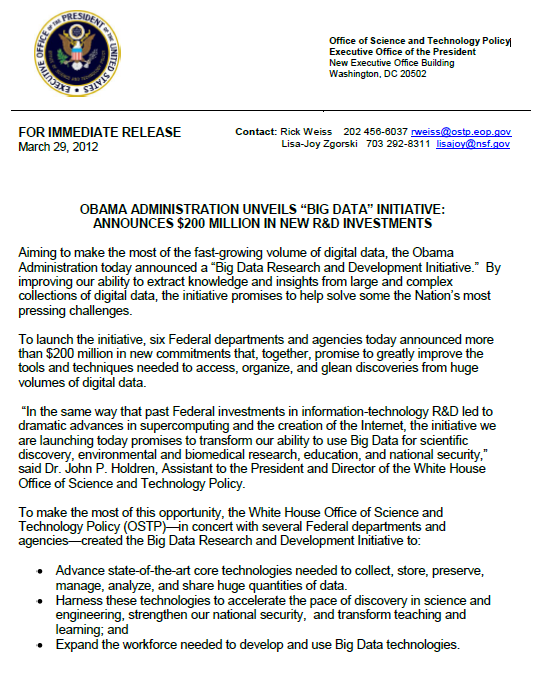 EXECUTIVE OFFICE OF THE PRESIDENT OF THE UNITED STATES
Office of Science and Technology Policy
Executive Office of the President
New Executive Office Building
Washington, DC 20502
FOR IMMEDIATE RELEASE
March 29, 2012
Contact: Rick Weiss 202 456-6037 rweiss@ostp.eop.gov
Lisa-Joy Zgorski 703 292-8311 lisajoy@nsf.gov
OBAMA ADMINISTRATION UNVEILS “BIG DATA” INITIATIVE:
ANNOUNCES $200 MILLION IN NEW R&D INVESTMENTS
Aiming to make the most of the fast-growing volume of digital data, the Obama
Administration today announced a “Big Data Research and Development Initiative.” By
improving our ability to extract knowledge and insights from large and complex
collections of digital data, the initiative promises to help solve some the Nation’s most
pressing challenges.
To launch the initiative, six Federal departments and agencies today announced more
than $200 million in new commitments that, together, promise to greatly improve the
tools and techniques needed to access, organize, and glean discoveries from huge
volumes of digital data.
“In the same way that past Federal investments in information-technology R&D led to
dramatic advances in supercomputing and the creation of the Internet, the initiative we
are launching today promises to transform our ability to use Big Data for scientific
discovery, environmental and biomedical research, education, and national security,”
said Dr. John P. Holdren, Assistant to the President and Director of the White House
Office of Science and Technology Policy.
To make the most of this opportunity, the White House Office of Science and
Technology Policy (OSTP)—in concert with several Federal departments and
agencies—created the Big Data Research and Development Initiative to:
• Advance state-of-the-art core technologies needed to collect, store, preserve,
manage, analyze, and share huge quantities of data.
• Harness these technologies to accelerate the pace of discovery in science and
engineering, strengthen our national security, and transform teaching and
learning; and
• Expand the workforce needed to develop and use Big Data technologies.